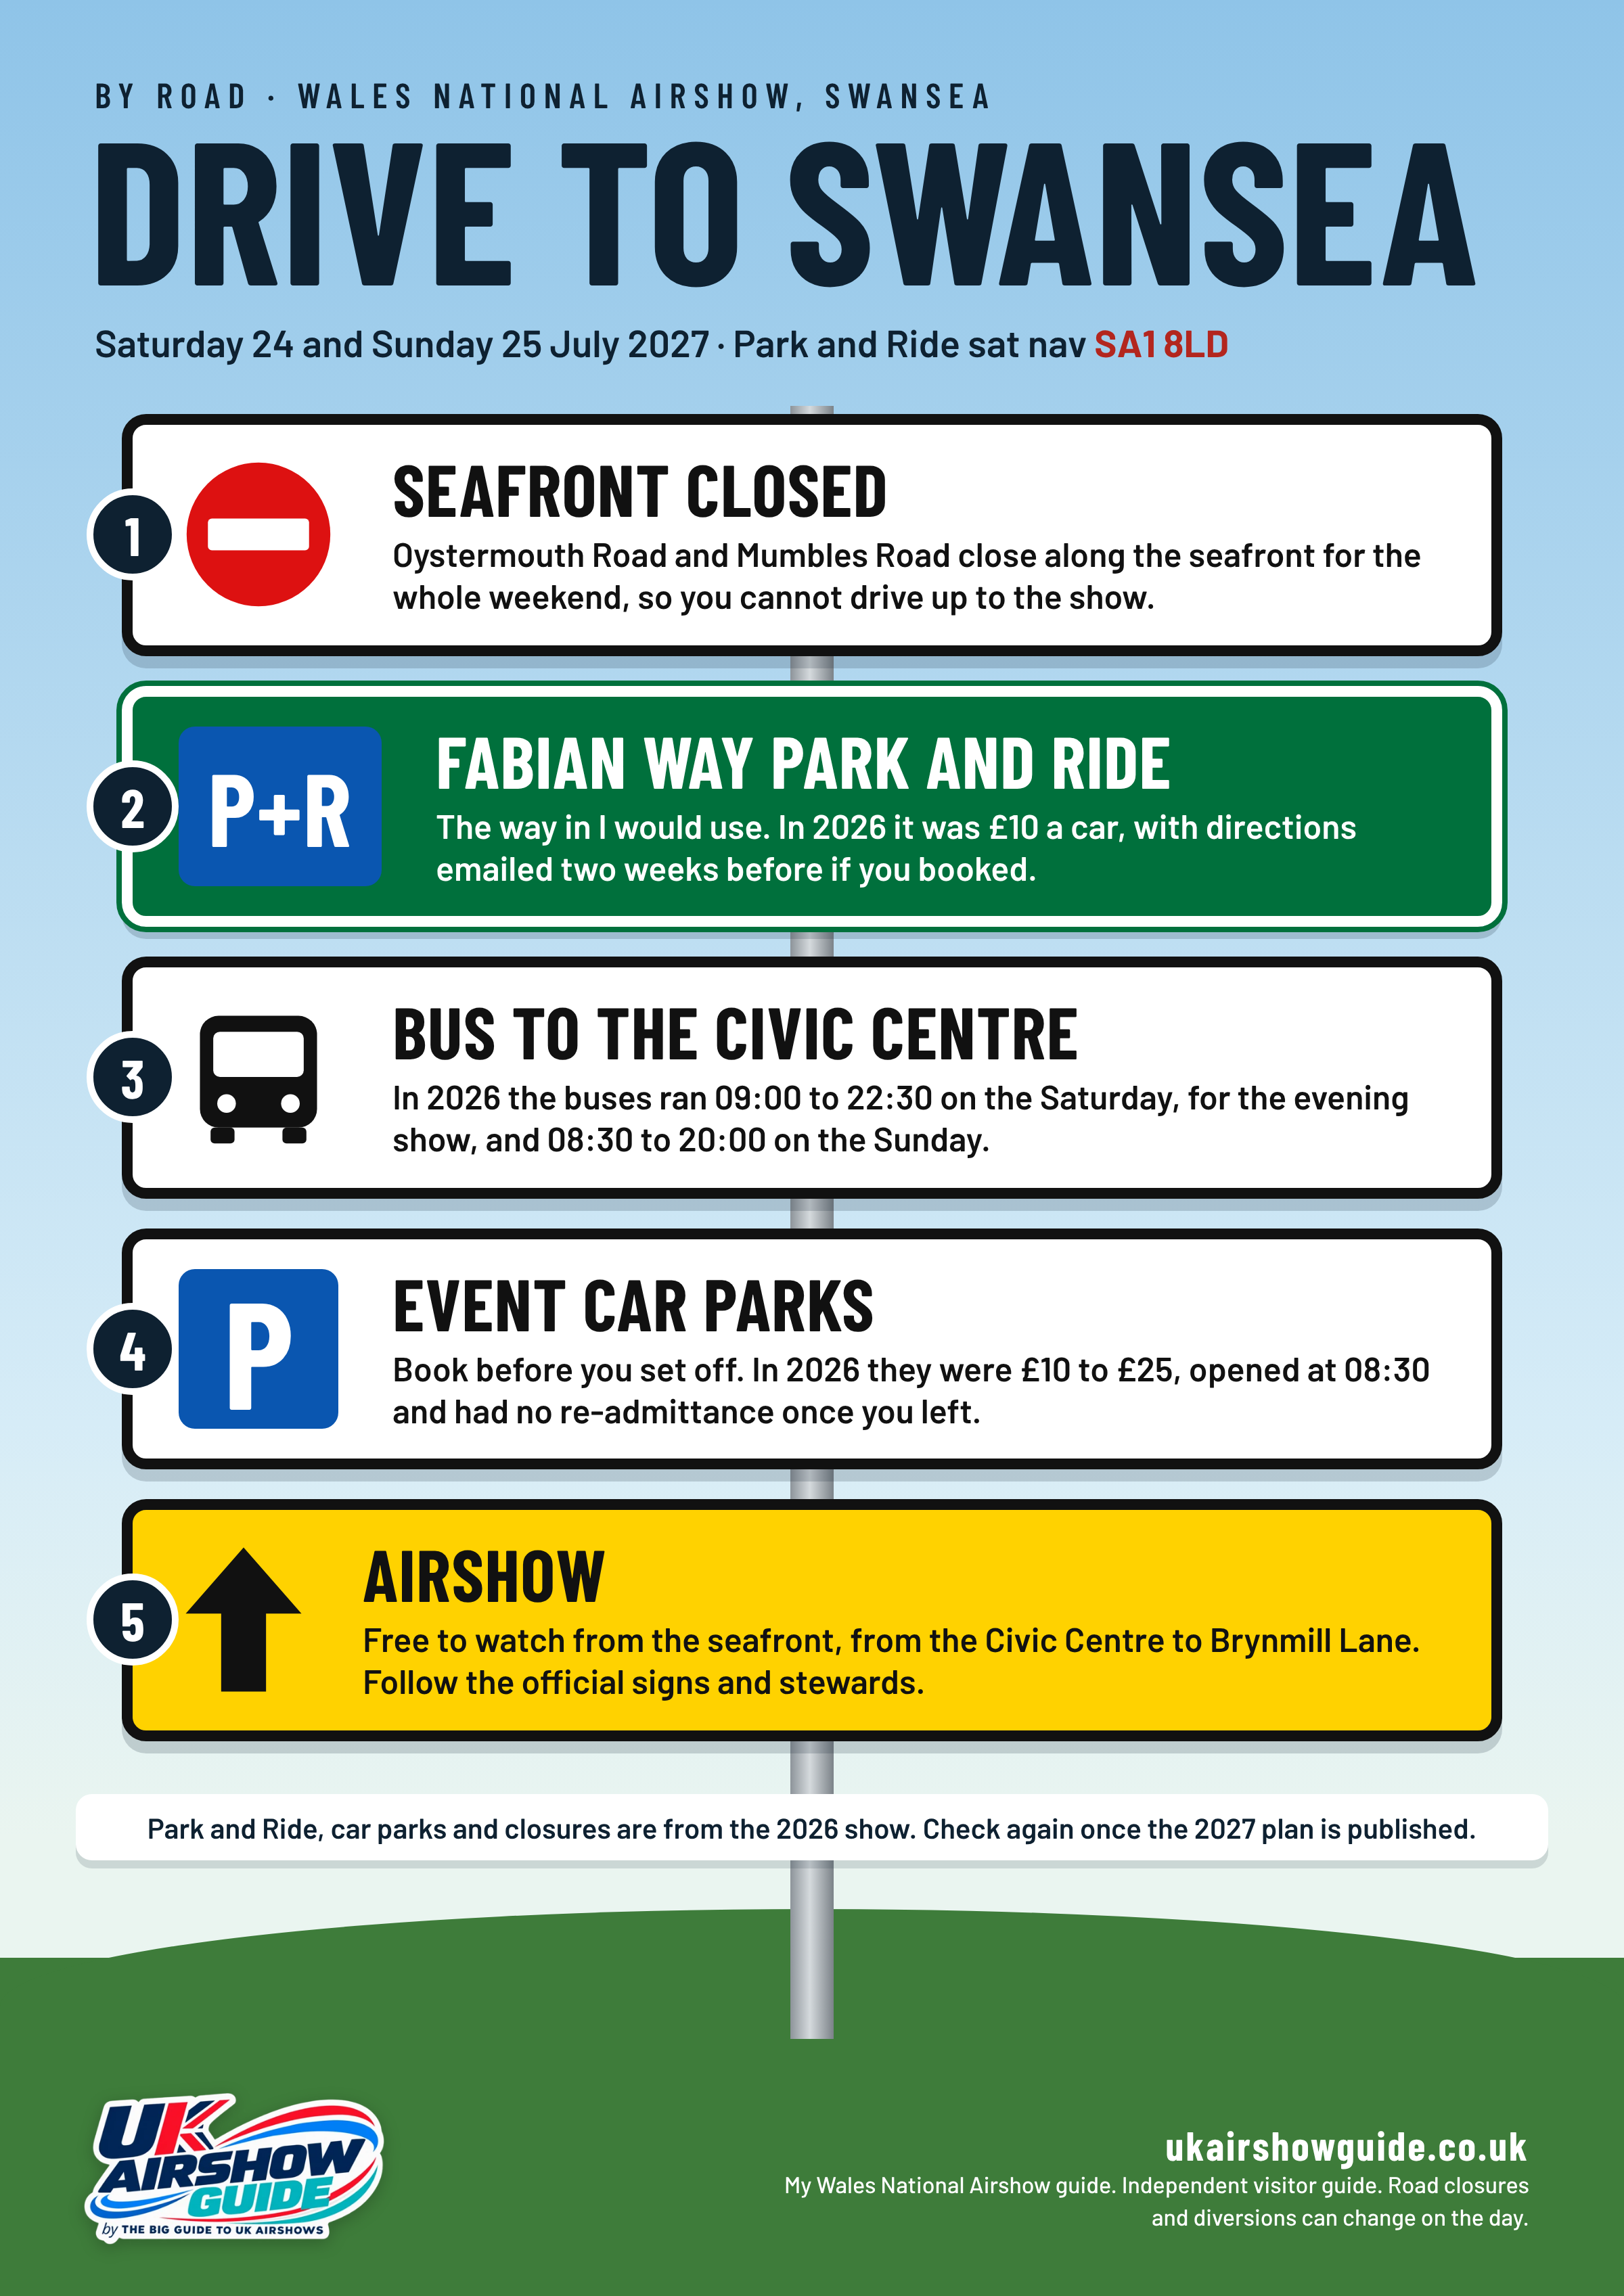 BY ROAD · WALES NATIONAL AIRSHOW, SWANSEA
DRIVE TO SWANSEA
Saturday 24 and Sunday 25 July 2027 · Park and Ride sat nav SA1 8LD
1
SEAFRONT CLOSED
Oystermouth Road and Mumbles Road close along the seafront for the
whole weekend, so you cannot drive up to the show.
2
P+R
FABIAN WAY PARK AND RIDE
The way in I would use. In 2026 it was £10 a car, with directions
emailed two weeks before if you booked.
3
BUS TO THE CIVIC CENTRE
In 2026 the buses ran 09:00 to 22:30 on the Saturday, for the evening
show, and 08:30 to 20:00 on the Sunday.
4
P
EVENT CAR PARKS
Book before you set off. In 2026 they were £10 to £25, opened at 08:30
and had no re-admittance once you left.
5
AIRSHOW
Free to watch from the seafront, from the Civic Centre to Brynmill Lane.
Follow the official signs and stewards.
Park and Ride, car parks and closures are from the 2026 show. Check again once the 2027 plan is published.
UK
AIRSHOW
GUIDE
by THE BIG GUIDE TO UK AIRSHOWS
ukairshowguide.co.uk
My Wales National Airshow guide. Independent visitor guide. Road closures
and diversions can change on the day.